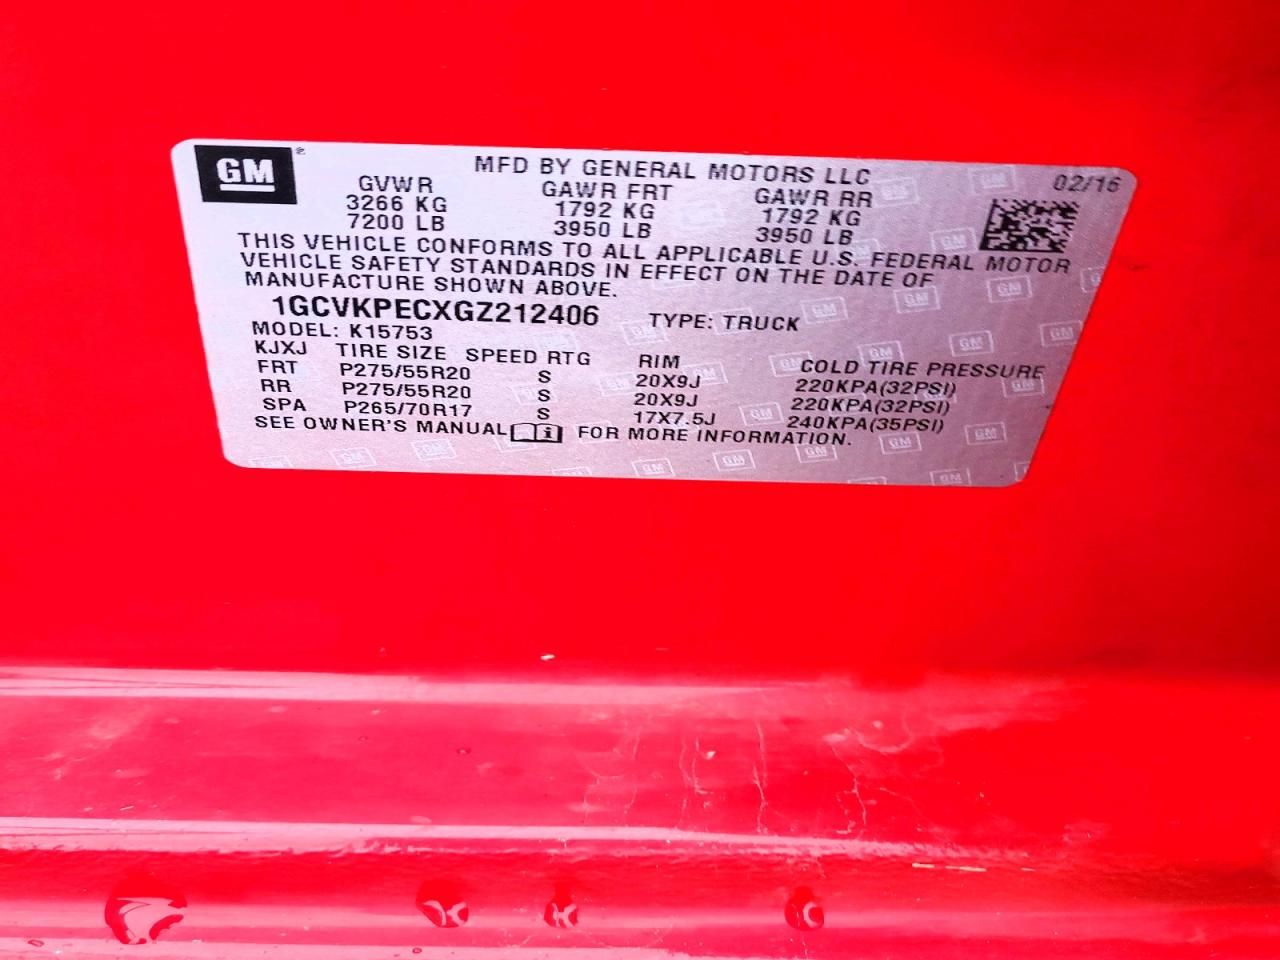 GM
MFD BY GENERAL MOTORS LLC 02/16
GVWR GAWR FRT GAWR RR
3266 KG 1792 KG 1792 KG
7200 LB 3950 LB 3950 LB
THIS VEHICLE CONFORMS TO ALL APPLICABLE U.S. FEDERAL MOTOR
VEHICLE SAFETY STANDARDS IN EFFECT ON THE DATE OF
MANUFACTURE SHOWN ABOVE.
1GCVKPECXGZ212406 TYPE: TRUCK
MODEL: K15753
KJXJ TIRE SIZE SPEED RTG RIM COLD TIRE PRESSURE
FRT P275/55R20 S 20X9J 220KPA(32PSI)
RR P275/55R20 S 20X9J 220KPA(32PSI)
SPA P265/70R17 S 17X7.5J 240KPA(35PSI)
SEE OWNER'S MANUAL FOR MORE INFORMATION.